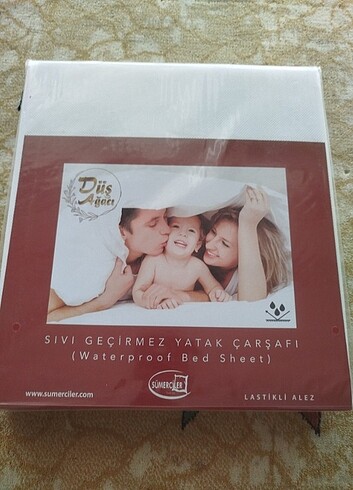 Düş
Ağacı
SIVI GEÇİRMEZ YATAK ÇARŞAFI
(Waterproof Bed Sheet)
SÜMERCİLER
www.sumerciler.com
LASTİKLİ ALEZ